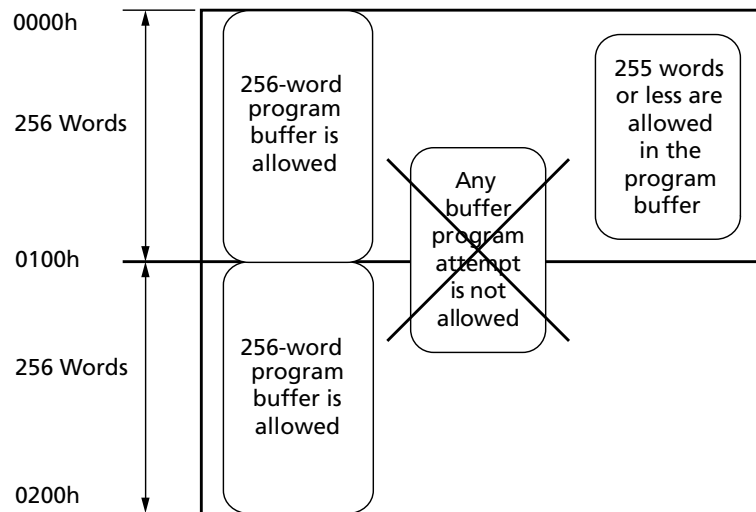 0000h
256 Words
0100h
256 Words
0200h
256-word
program
buffer is
allowed
256-word
program
buffer is
allowed
Any
buffer
program
attempt
is not
allowed
255 words
or less are
allowed
in the
program
buffer